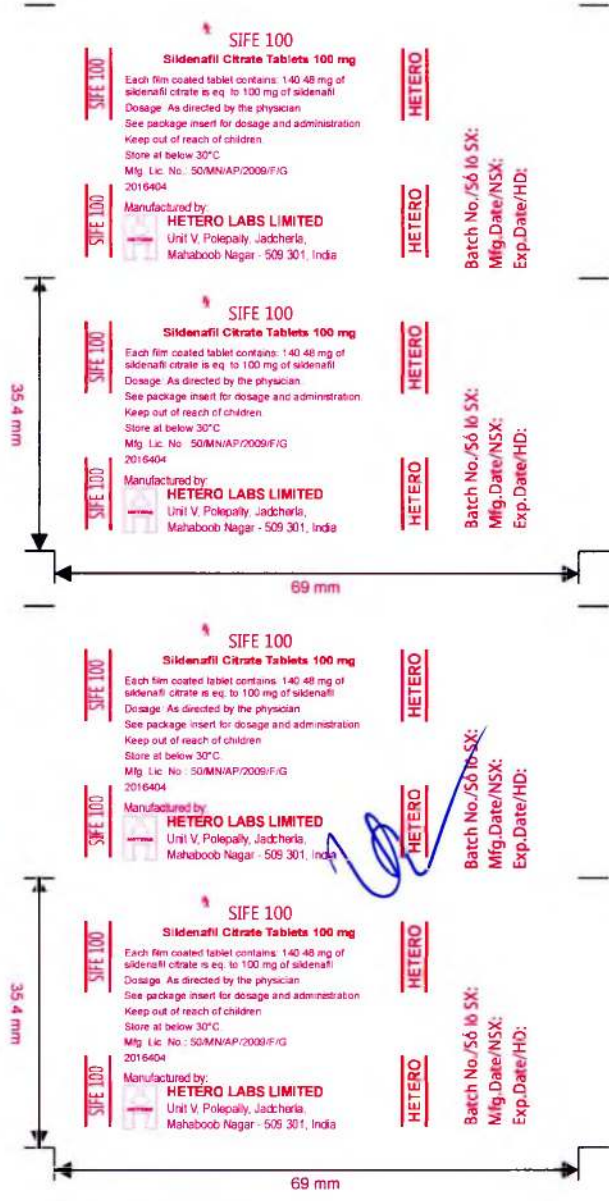 SIFE 100
Sildenafil Citrate Tablets 100 mg
Each film coated tablet contains: 140.48 mg of
sildenafil citrate is eq. to 100 mg of sildenafil
Dosage: As directed by the physician
See package insert for dosage and administration
Keep out of reach of children
Store at below 30°C
Mfg. Lic. No.: 50/MN/AP/2009/F/G
2016404
Manufactured by:
HETERO
HETERO LABS LIMITED
Unit V, Polepally, Jadcherla,
Mahaboob Nagar - 509 301, India
SIFE 100
SIFE 100
HETERO
HETERO
Batch No./Số lô SX:
Mfg.Date/NSX:
Exp.Date/HD:
35.4 mm
SIFE 100
Sildenafil Citrate Tablets 100 mg
Each film coated tablet contains: 140.48 mg of
sildenafil citrate is eq. to 100 mg of sildenafil
Dosage: As directed by the physician
See package insert for dosage and administration
Keep out of reach of children
Store at below 30°C
Mfg. Lic. No.: 50/MN/AP/2009/F/G
2016404
Manufactured by:
HETERO
HETERO LABS LIMITED
Unit V, Polepally, Jadcherla,
Mahaboob Nagar - 509 301, India
SIFE 100
SIFE 100
HETERO
HETERO
Batch No./Số lô SX:
Mfg.Date/NSX:
Exp.Date/HD:
69 mm
SIFE 100
Sildenafil Citrate Tablets 100 mg
Each film coated tablet contains: 140.48 mg of
sildenafil citrate is eq. to 100 mg of sildenafil
Dosage: As directed by the physician
See package insert for dosage and administration
Keep out of reach of children
Store at below 30°C
Mfg. Lic. No.: 50/MN/AP/2009/F/G
2016404
Manufactured by:
HETERO
HETERO LABS LIMITED
Unit V, Polepally, Jadcherla,
Mahaboob Nagar - 509 301, India
SIFE 100
SIFE 100
HETERO
HETERO
Batch No./Số lô SX:
Mfg.Date/NSX:
Exp.Date/HD:
35.4 mm
SIFE 100
Sildenafil Citrate Tablets 100 mg
Each film coated tablet contains: 140.48 mg of
sildenafil citrate is eq. to 100 mg of sildenafil
Dosage: As directed by the physician
See package insert for dosage and administration
Keep out of reach of children
Store at below 30°C
Mfg. Lic. No.: 50/MN/AP/2009/F/G
2016404
Manufactured by:
HETERO
HETERO LABS LIMITED
Unit V, Polepally, Jadcherla,
Mahaboob Nagar - 509 301, India
SIFE 100
SIFE 100
HETERO
HETERO
Batch No./Số lô SX:
Mfg.Date/NSX:
Exp.Date/HD:
69 mm